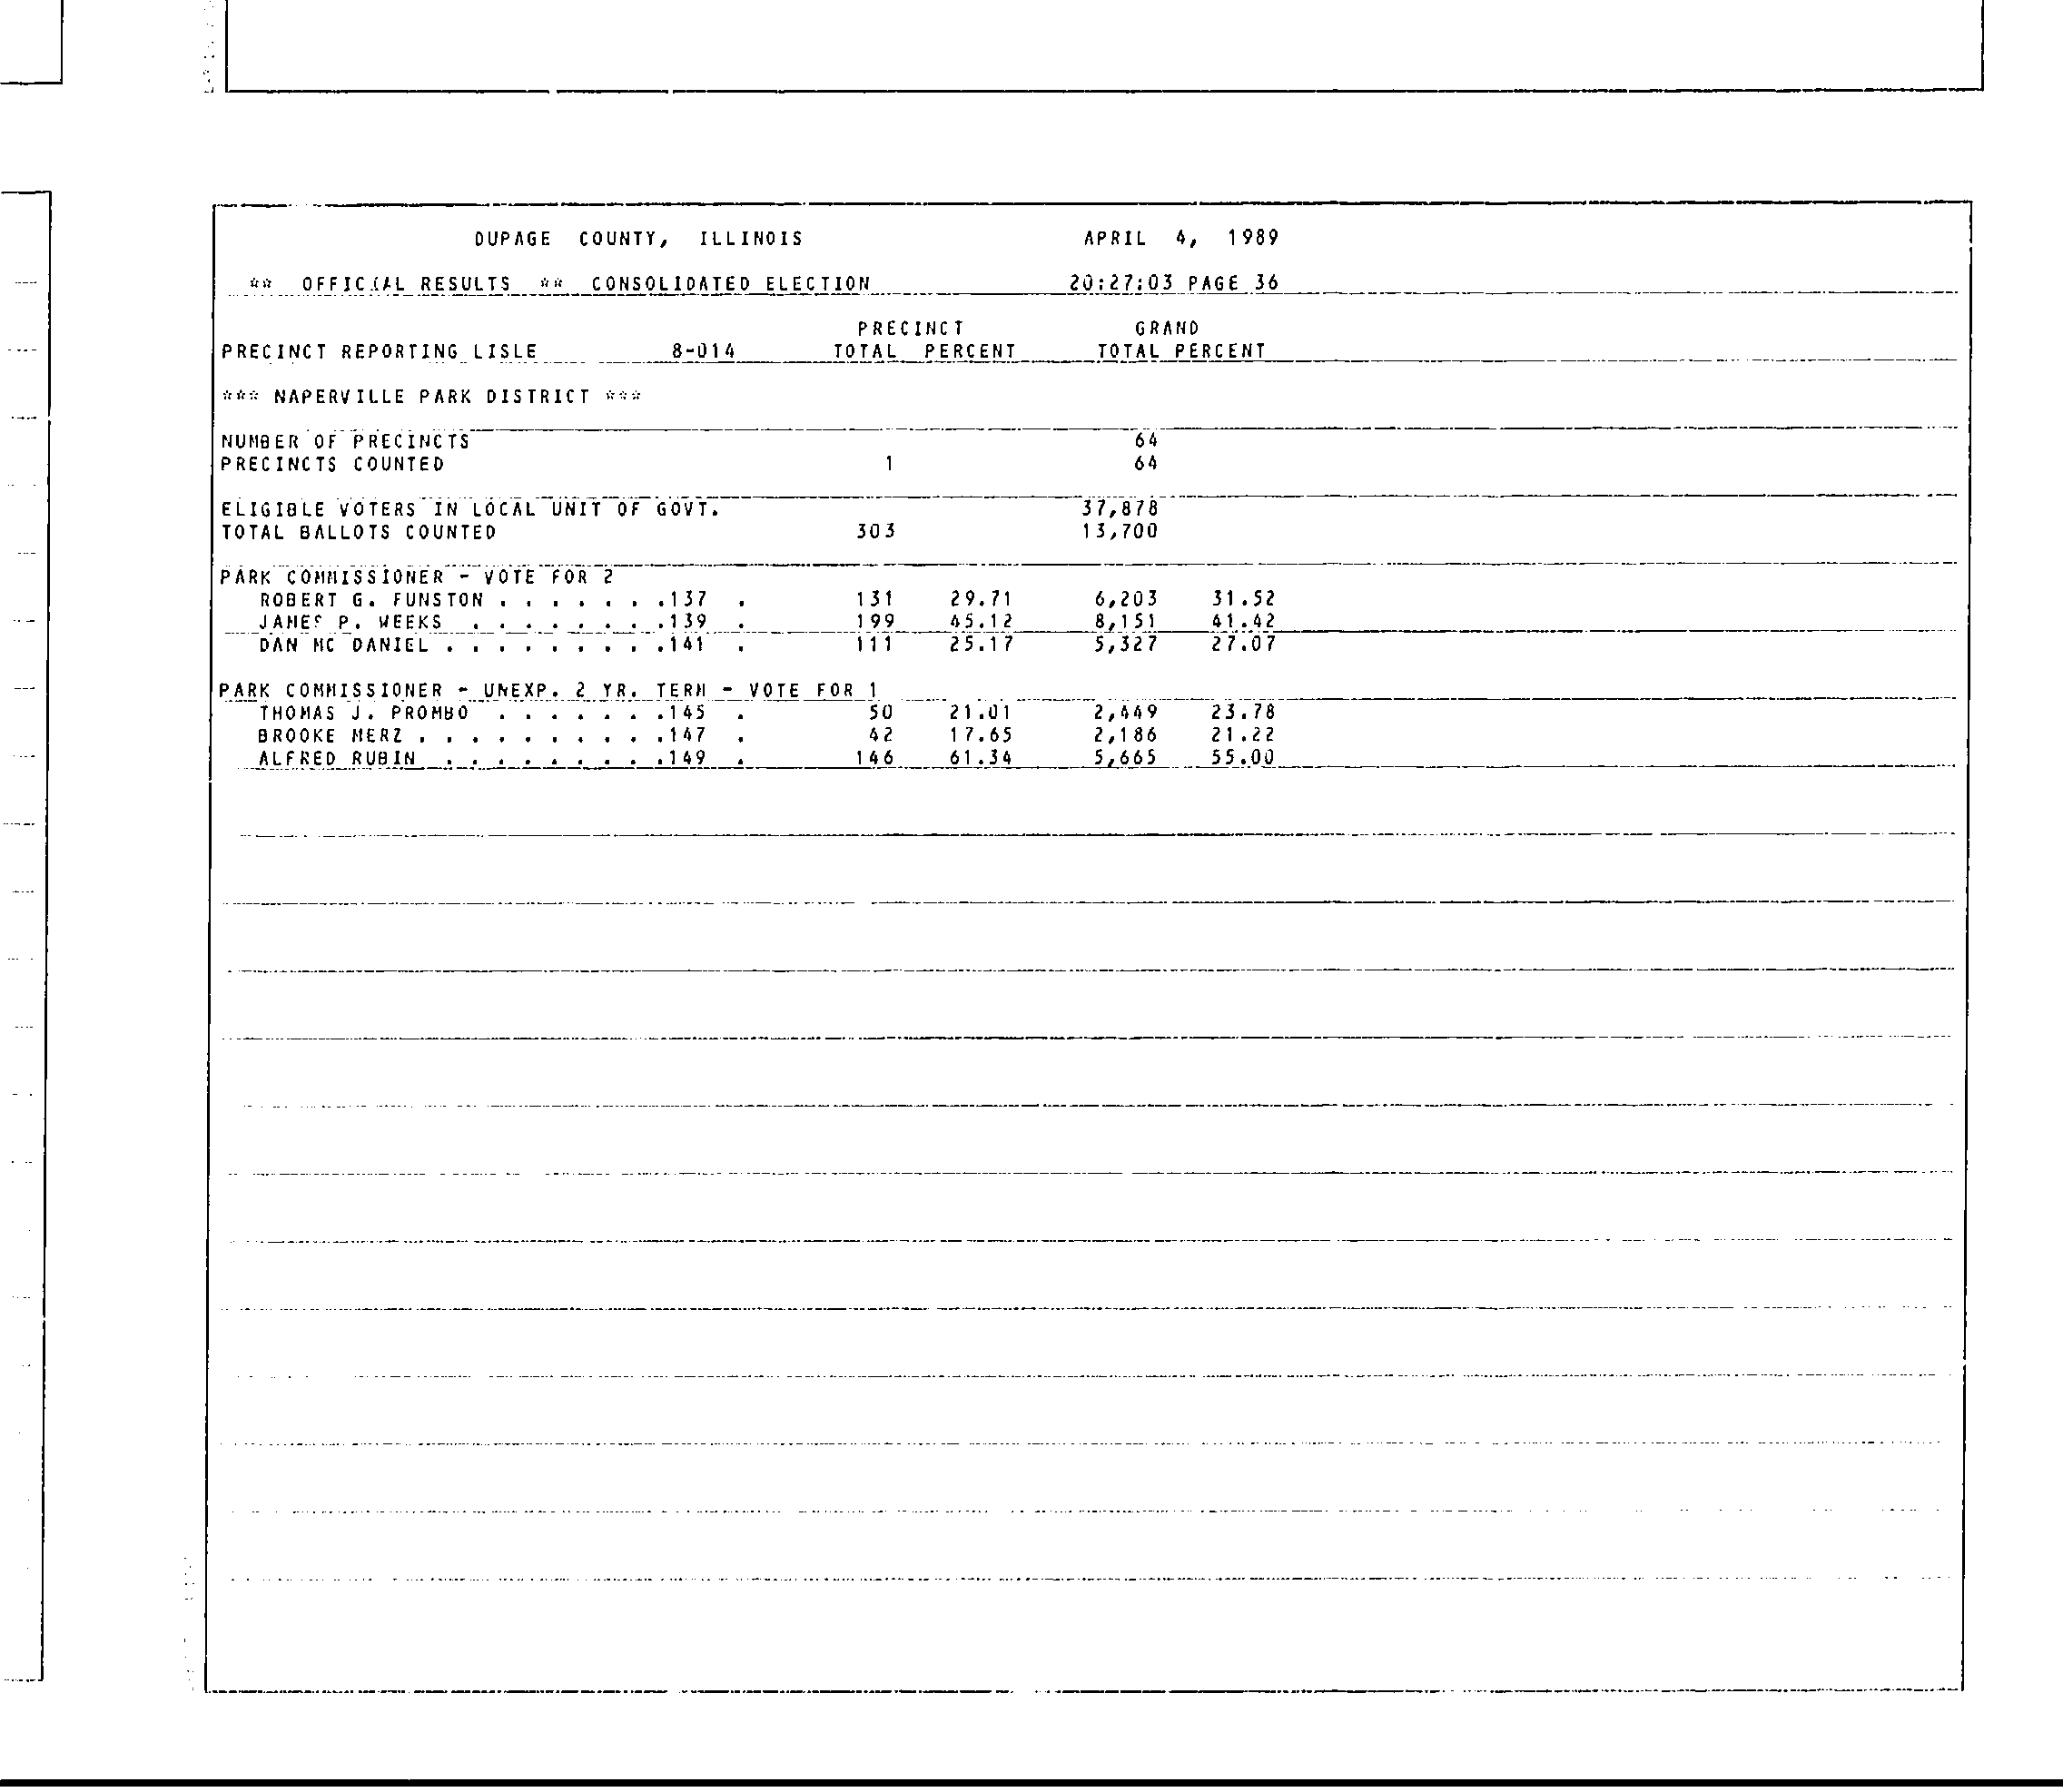 DUPAGE COUNTY, ILLINOIS APRIL 4, 1989
** OFFICIAL RESULTS ** CONSOLIDATED ELECTION 20:27:03 PAGE 36
PRECINCT GRAND
PRECINCT REPORTING LISLE 8-014 TOTAL PERCENT TOTAL PERCENT
*** NAPERVILLE PARK DISTRICT ***
NUMBER OF PRECINCTS 64
PRECINCTS COUNTED 1 64
ELIGIBLE VOTERS IN LOCAL UNIT OF GOVT. 37,878
TOTAL BALLOTS COUNTED 303 13,700
PARK COMMISSIONER - VOTE FOR 2
ROBERT G. FUNSTON . . . . . . .137 . 131 29.71 6,203 31.52
JAMES P. WEEKS . . . . . . . .139 . 199 45.12 8,151 41.42
DAN MC DANIEL . . . . . . . . .141 . 111 25.17 5,327 27.07
PARK COMMISSIONER - UNEXP. 2 YR. TERM - VOTE FOR 1
THOMAS J. PROMBO . . . . . . .145 . 50 21.01 2,449 23.78
BROOKE MERZ . . . . . . . . . .147 . 42 17.65 2,186 21.22
ALFRED RUBIN . . . . . . . . .149 . 146 61.34 5,665 55.00